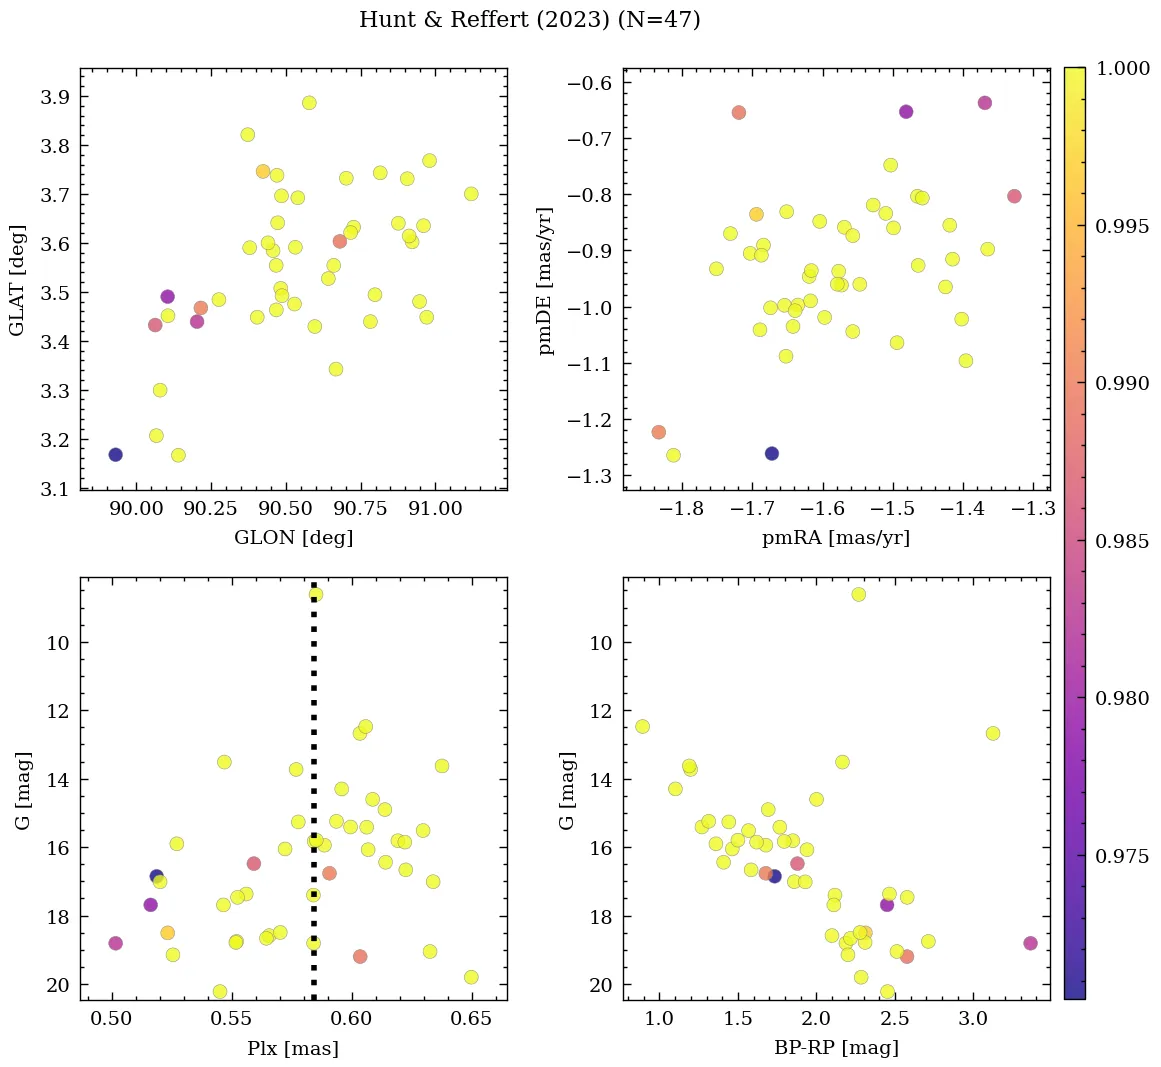 Hunt & Reffert (2023) (N=47)
3.9
3.8
3.7
3.6
3.5
3.4
3.3
3.2
3.1
GLAT [deg]
90.00 90.25 90.50 90.75 91.00
GLON [deg]
−0.6
−0.7
−0.8
−0.9
−1.0
−1.1
−1.2
−1.3
pmDE [mas/yr]
−1.8 −1.7 −1.6 −1.5 −1.4 −1.3
pmRA [mas/yr]
1.000
0.995
0.990
0.985
0.980
0.975
10
12
14
16
18
20
G [mag]
0.50 0.55 0.60 0.65
Plx [mas]
10
12
14
16
18
20
G [mag]
1.0 1.5 2.0 2.5 3.0
BP-RP [mag]